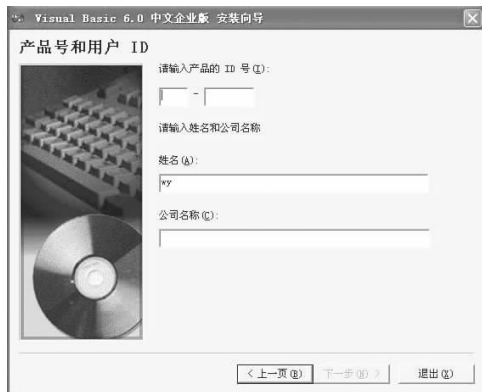 Visual Basic 6.0 中文企业版 安装向导
产品号和用户 ID
请输入产品的 ID 号(I):
-
请输入姓名和公司名称
姓名(A):
wy
公司名称(C):
< 上一页(B) 下一步(N) > 退出(X)